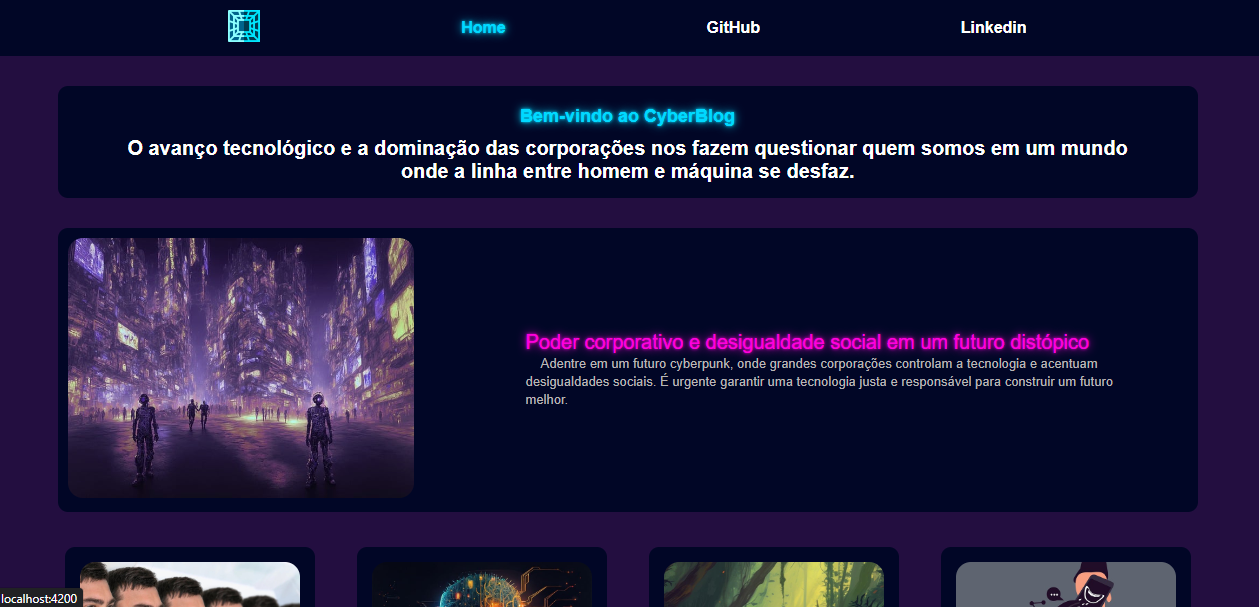 Home
GitHub
Linkedin
Bem-vindo ao CyberBlog
O avanço tecnológico e a dominação das corporações nos fazem questionar quem somos em um mundo
onde a linha entre homem e máquina se desfaz.
Poder corporativo e desigualdade social em um futuro distópico
Adentre em um futuro cyberpunk, onde grandes corporações controlam a tecnologia e acentuam
desigualdades sociais. É urgente garantir uma tecnologia justa e responsável para construir um futuro
melhor.
localhost:4200